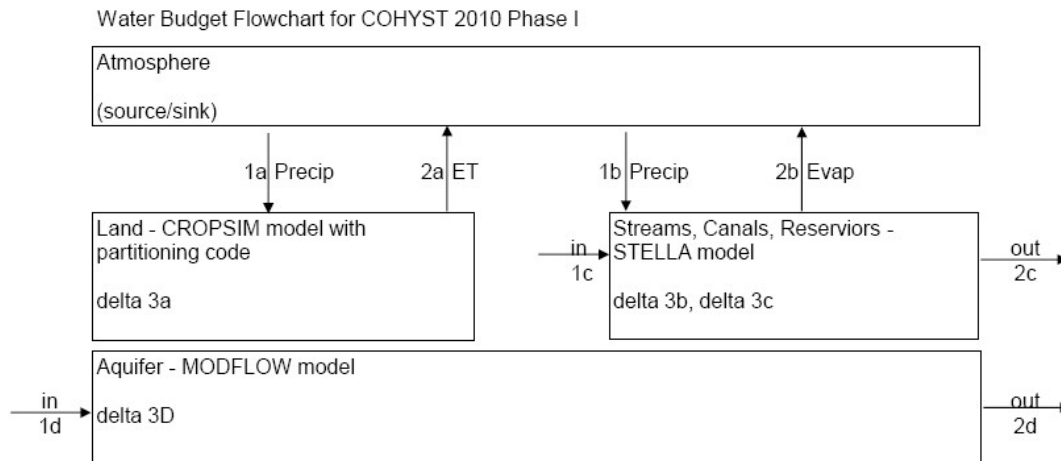 Water Budget Flowchart for COHYST 2010 Phase I
Atmosphere
(source/sink)
1a Precip
2a ET
1b Precip
2b Evap
Land - CROPSIM model with
partitioning code
delta 3a
in
1c
Streams, Canals, Reserviors -
STELLA model
delta 3b, delta 3c
out
2c
in
1d
Aquifer - MODFLOW model
delta 3D
out
2d